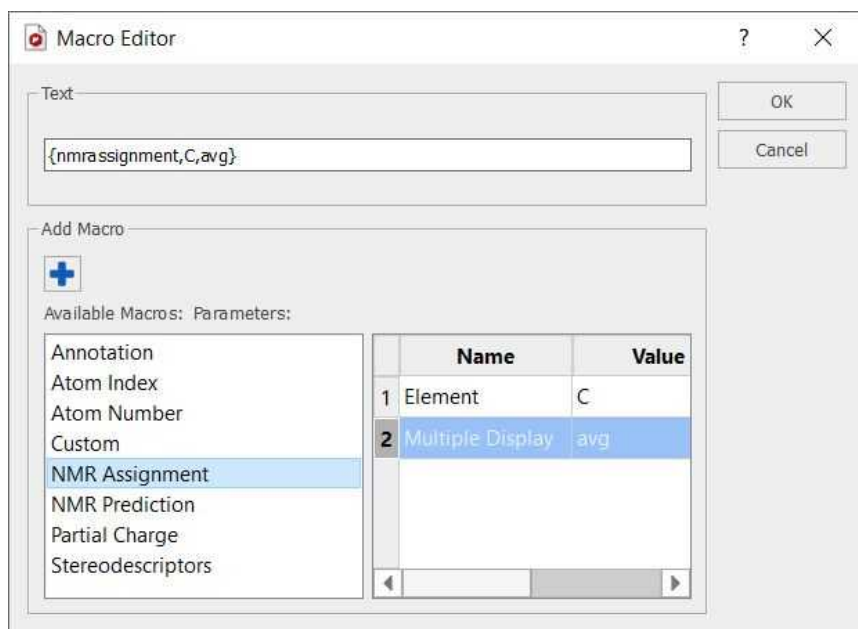 Macro Editor
?
Text
OK
{nmrassignment,C,avg}
Cancel
Add Macro
Available Macros: Parameters:
Annotation
Atom Index
Atom Number
Custom
NMR Assignment
NMR Prediction
Partial Charge
Stereodescriptors
Name Value
1 Element C
2 Multiple Display avg